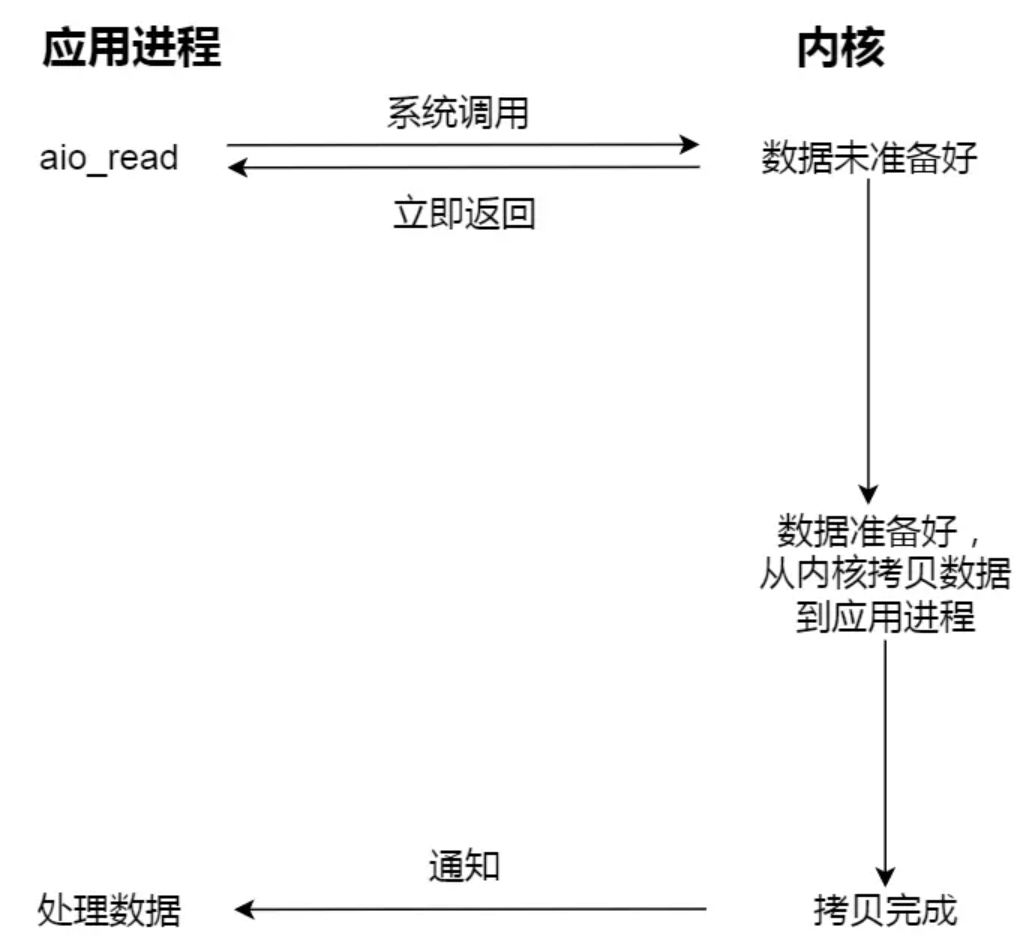 应用进程
内核
系统调用
aio_read
数据未准备好
立即返回
数据准备好，
从内核拷贝数据
到应用进程
通知
处理数据
拷贝完成